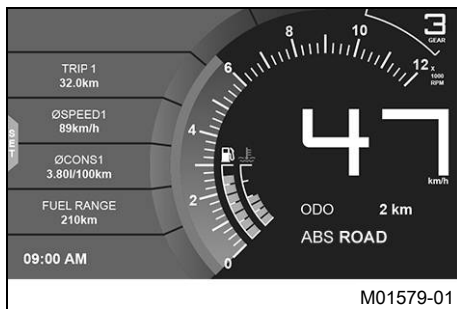 TRIP 1
32.0km
ØSPEED1
89km/h
ØCONS1
3.80l/100km
FUEL RANGE
210km
09:00 AM
SET
0
2
4
6
8
10
12 x 1000 RPM
3
GEAR
47
km/h
ODO 2 km
ABS ROAD
M01579-01